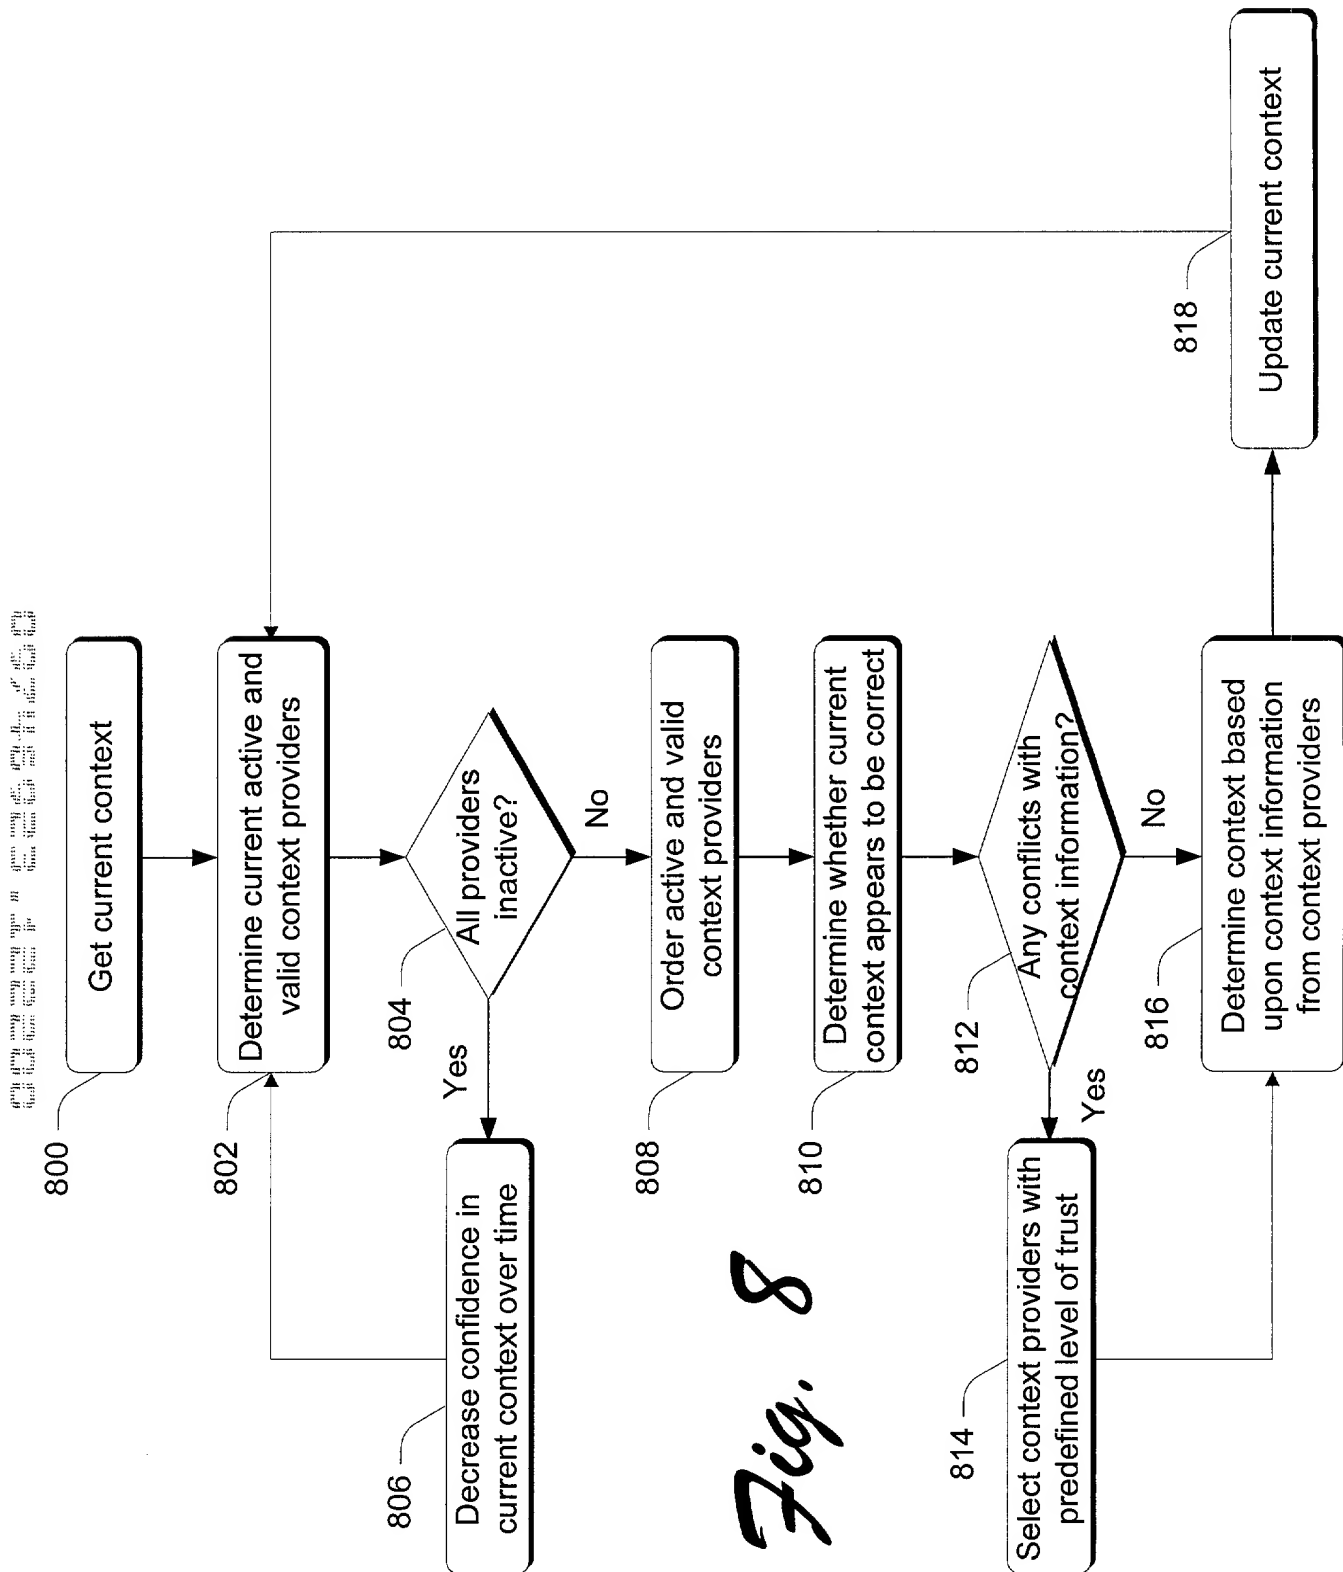 800
Get current context
802
Determine current active and
valid context providers
804
All providers
inactive?
Yes
No
806
Decrease confidence in
current context over time
808
Order active and valid
context providers
810
Determine whether current
context appears to be correct
812
Any conflicts with
context information?
Yes
No
814
Select context providers with
predefined level of trust
816
Determine context based
upon context information
from context providers
818
Update current context
Fig. 8